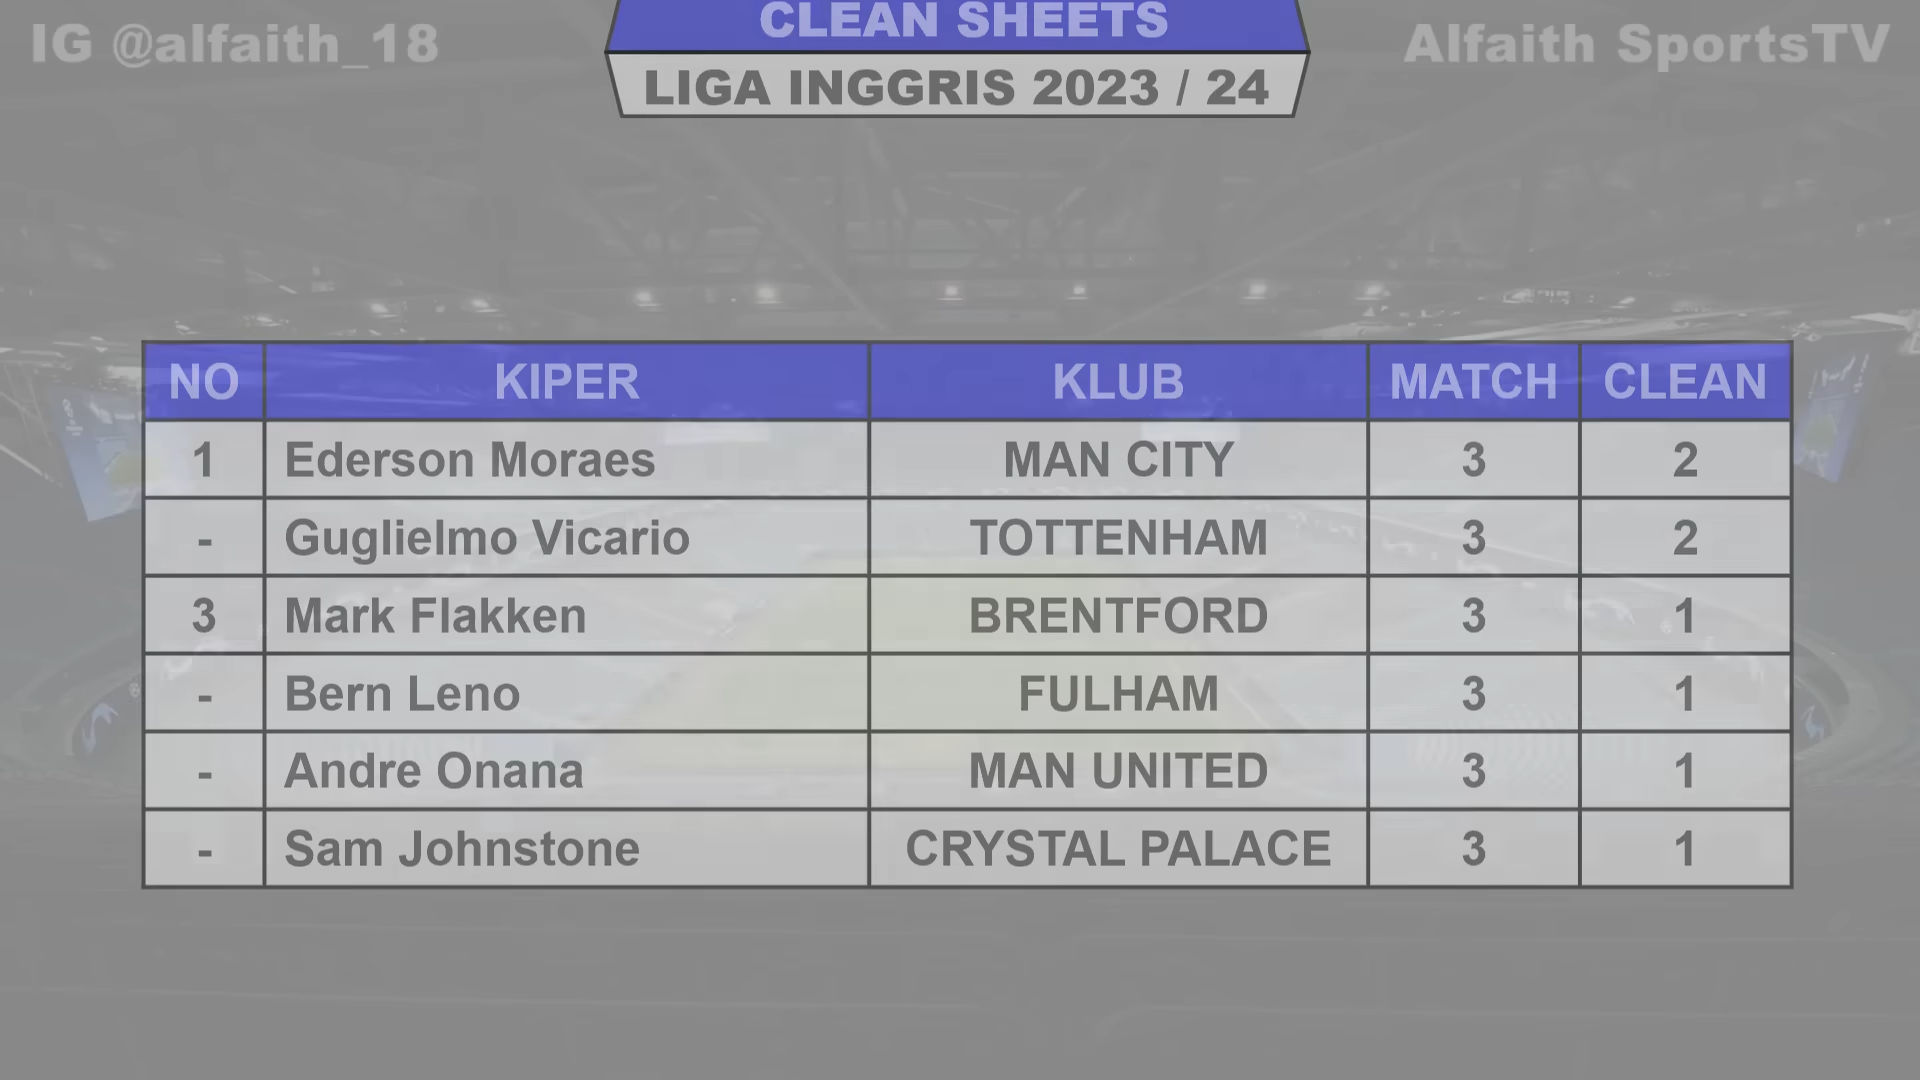 IG @alfaith_18
CLEAN SHEETS
Alfaith SportsTV
LIGA INGGRIS 2023 / 24
NO KIPER KLUB MATCH CLEAN
1 Ederson Moraes MAN CITY 3 2
- Guglielmo Vicario TOTTENHAM 3 2
3 Mark Flakken BRENTFORD 3 1
- Bern Leno FULHAM 3 1
- Andre Onana MAN UNITED 3 1
- Sam Johnstone CRYSTAL PALACE 3 1